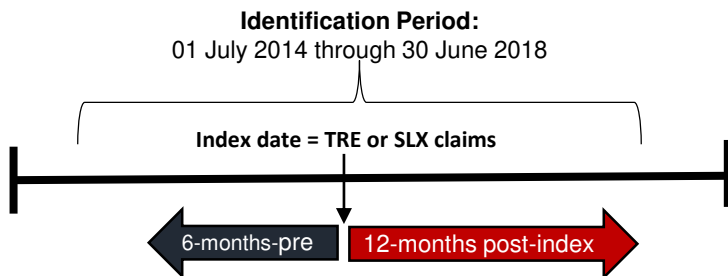 Identification Period:
01 July 2014 through 30 June 2018
Index date = TRE or SLX claims
6-months-pre
12-months post-index